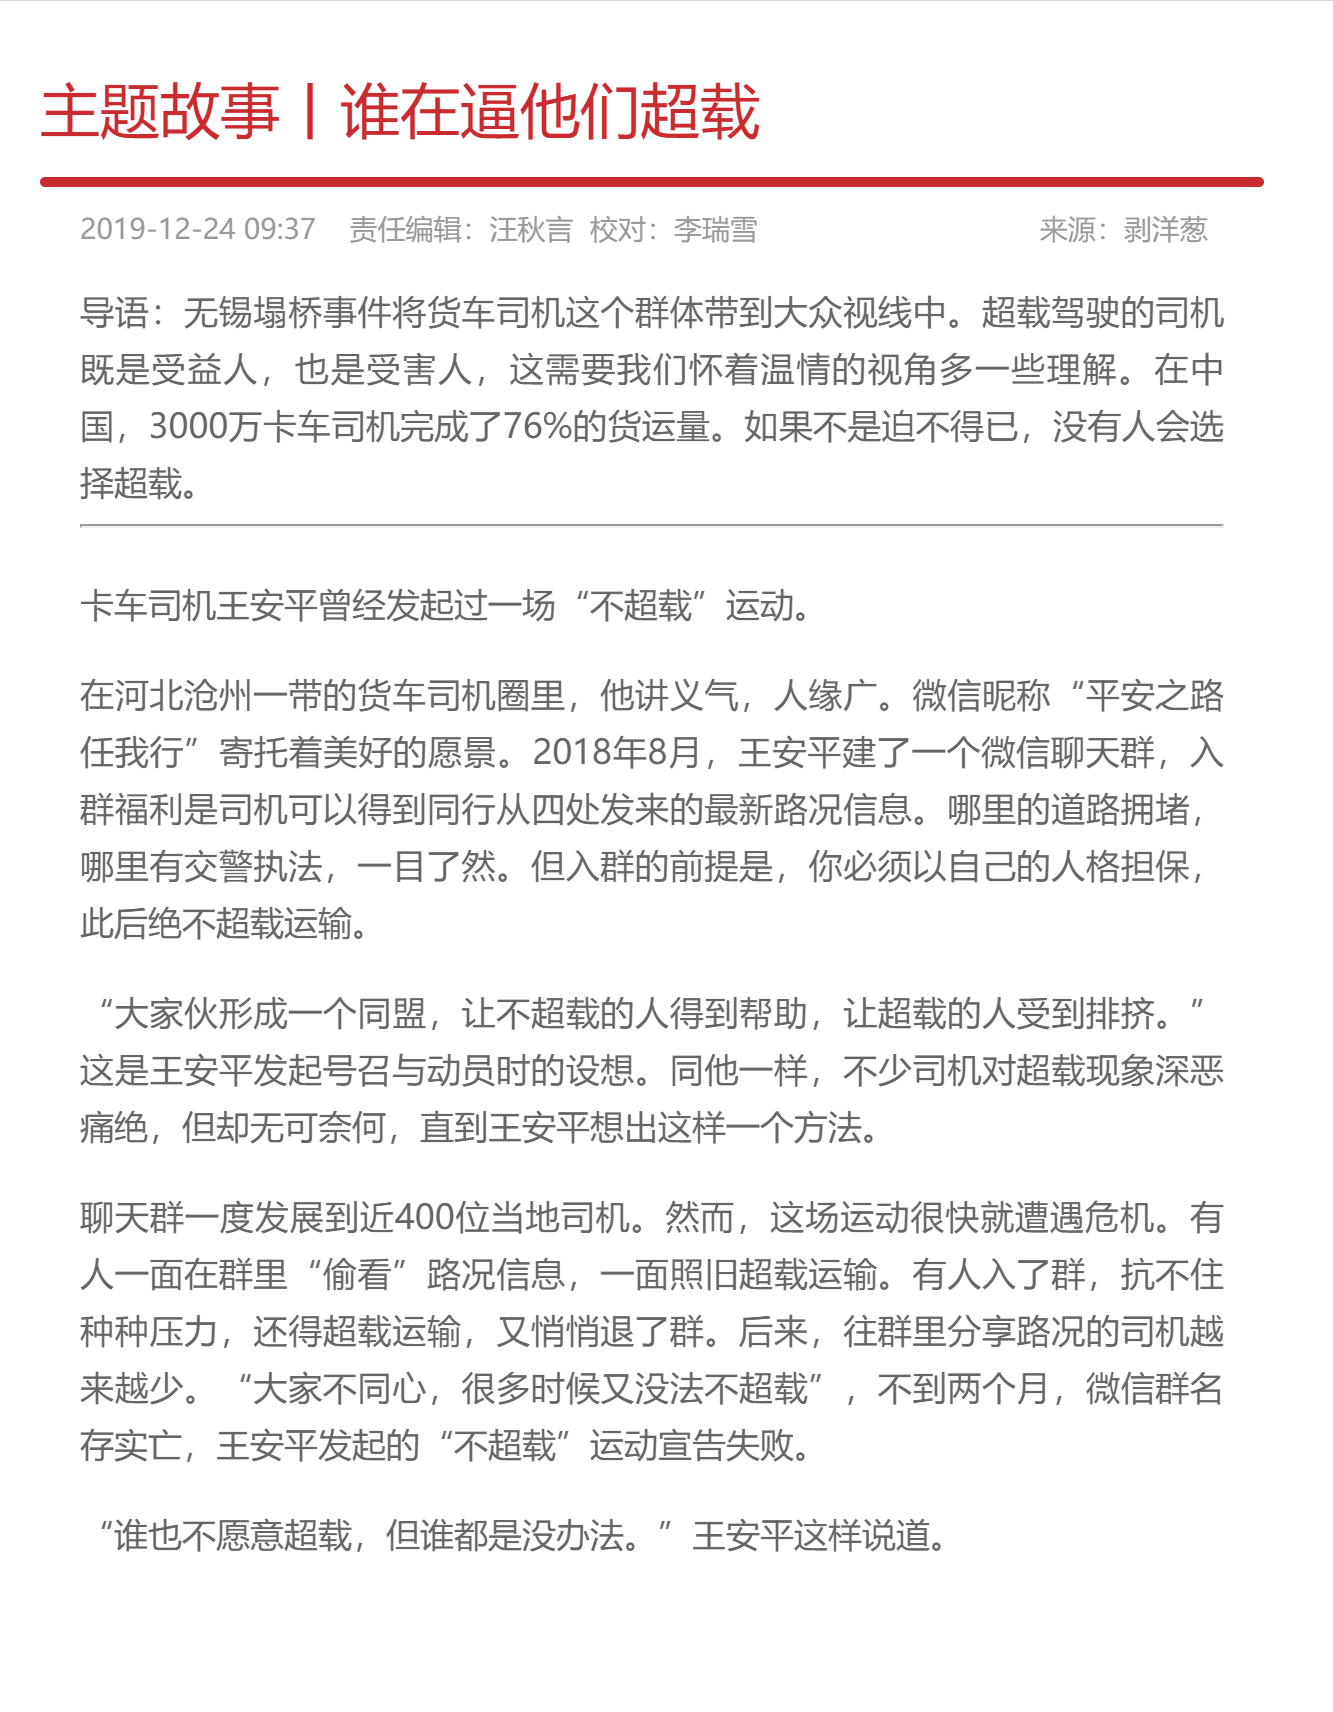 主题故事丨谁在逼他们超载
2019-12-24 09:37 责任编辑：汪秋言 校对：李瑞雪 来源：剥洋葱
导语：无锡塌桥事件将货车司机这个群体带到大众视线中。超载驾驶的司机
既是受益人，也是受害人，这需要我们怀着温情的视角多一些理解。在中
国，3000万卡车司机完成了76%的货运量。如果不是迫不得已，没有人会选
择超载。
卡车司机王安平曾经发起过一场“不超载”运动。
在河北沧州一带的货车司机圈里，他讲义气，人缘广。微信昵称“平安之路
任我行”寄托着美好的愿景。2018年8月，王安平建了一个微信聊天群，入
群福利是司机可以得到同行从四处发来的最新路况信息。哪里的道路拥堵，
哪里有交警执法，一目了然。但入群的前提是，你必须以自己的人格担保，
此后绝不超载运输。
“大家伙形成一个同盟，让不超载的人得到帮助，让超载的人受到排挤。”
这是王安平发起号召与动员时的设想。同他一样，不少司机对超载现象深恶
痛绝，但却无可奈何，直到王安平想出这样一个方法。
聊天群一度发展到近400位当地司机。然而，这场运动很快就遭遇危机。有
人一面在群里“偷看”路况信息，一面照旧超载运输。有人入了群，抗不住
种种压力，还得超载运输，又悄悄退了群。后来，往群里分享路况的司机越
来越少。“大家不同心，很多时候又没法不超载”，不到两个月，微信群名
存实亡，王安平发起的“不超载”运动宣告失败。
“谁也不愿意超载，但谁都是没办法。”王安平这样说道。